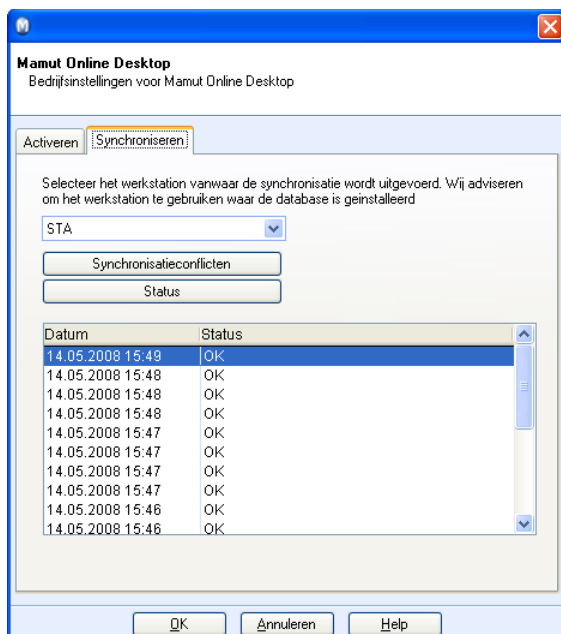 Mamut Online Desktop
Bedrijfsinstellingen voor Mamut Online Desktop
Activeren Synchroniseren
Selecteer het werkstation vanwaar de synchronisatie wordt uitgevoerd. Wij adviseren
om het werkstation te gebruiken waar de database is geinstalleerd
STA
Synchronisatieconflicten
Status
Datum Status
14.05.2008 15:49 OK
14.05.2008 15:48 OK
14.05.2008 15:48 OK
14.05.2008 15:48 OK
14.05.2008 15:47 OK
14.05.2008 15:47 OK
14.05.2008 15:47 OK
14.05.2008 15:47 OK
14.05.2008 15:46 OK
14.05.2008 15:46 OK
OK Annuleren Help